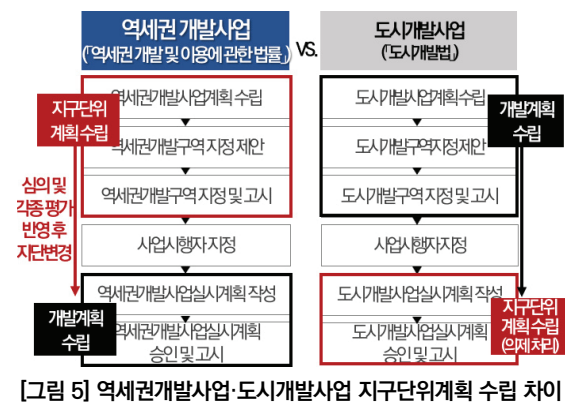 역세권 개발사업
(「역세권 개발 및 이용에 관한 법률」)
VS.
도시개발사업
(「도시개발법」)
지구단위
계획 수립
역세권개발사업계획 수립
역세권개발구역 지정 제안
역세권개발구역 지정 및 고시
사업시행자 지정
역세권개발사업실시계획 작성
역세권개발사업실시계획
승인 및 고시
심의 및
각종 평가
반영 후
지단변경
개발계획
수립
도시개발사업계획수립
도시개발구역지정제안
도시개발구역 지정 및 고시
사업시행자지정
도시개발사업실시계획 작성
도시개발사업실시계획
승인 및 고시
개발계획
수립
지구단위
계획 수립
(의제 처리)
[그림 5] 역세권개발사업·도시개발사업 지구단위계획 수립 차이